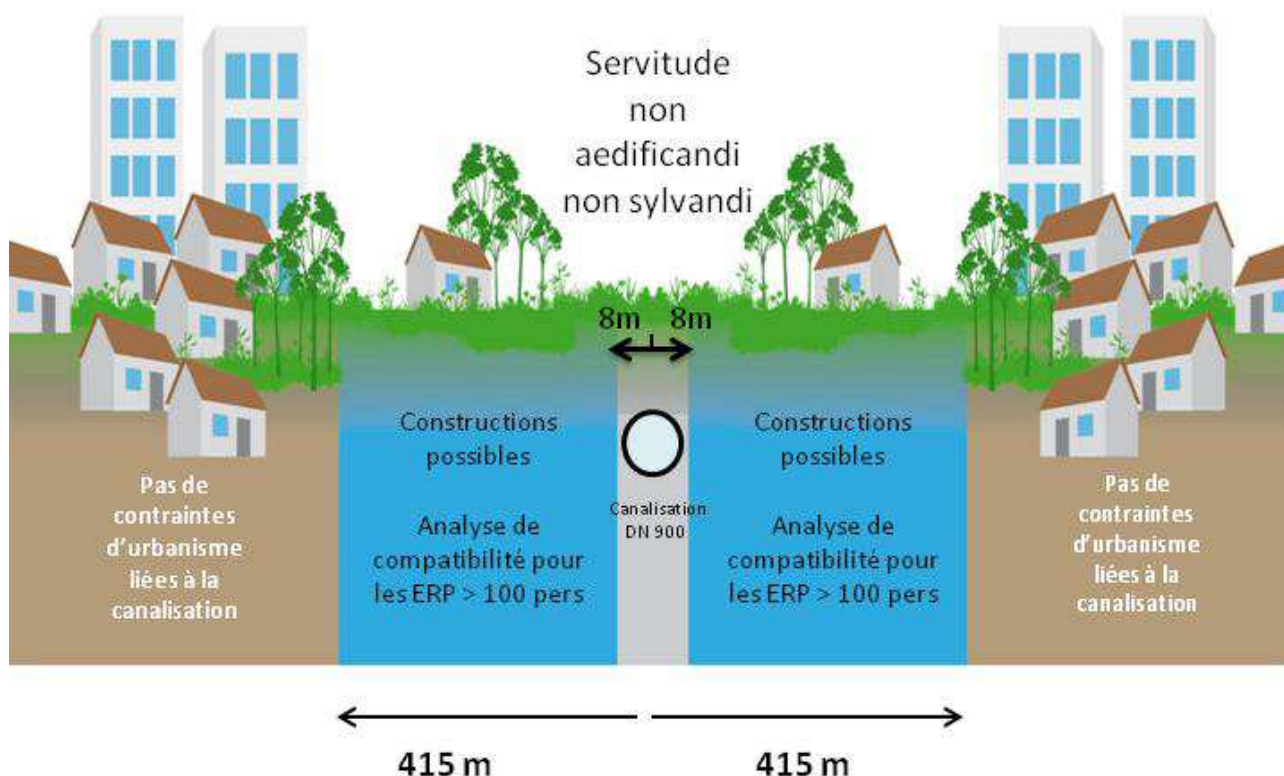 Servitude
non
aedificandi
non sylvandi
8m 8m
Constructions
possibles
Analyse de
compatibilité pour
les ERP > 100 pers
Canalisation
DN 900
Constructions
possibles
Analyse de
compatibilité pour
les ERP > 100 pers
Pas de
contraintes
d'urbanisme
liées à la
canalisation
Pas de
contraintes
d'urbanisme
liées à la
canalisation
415 m 415 m